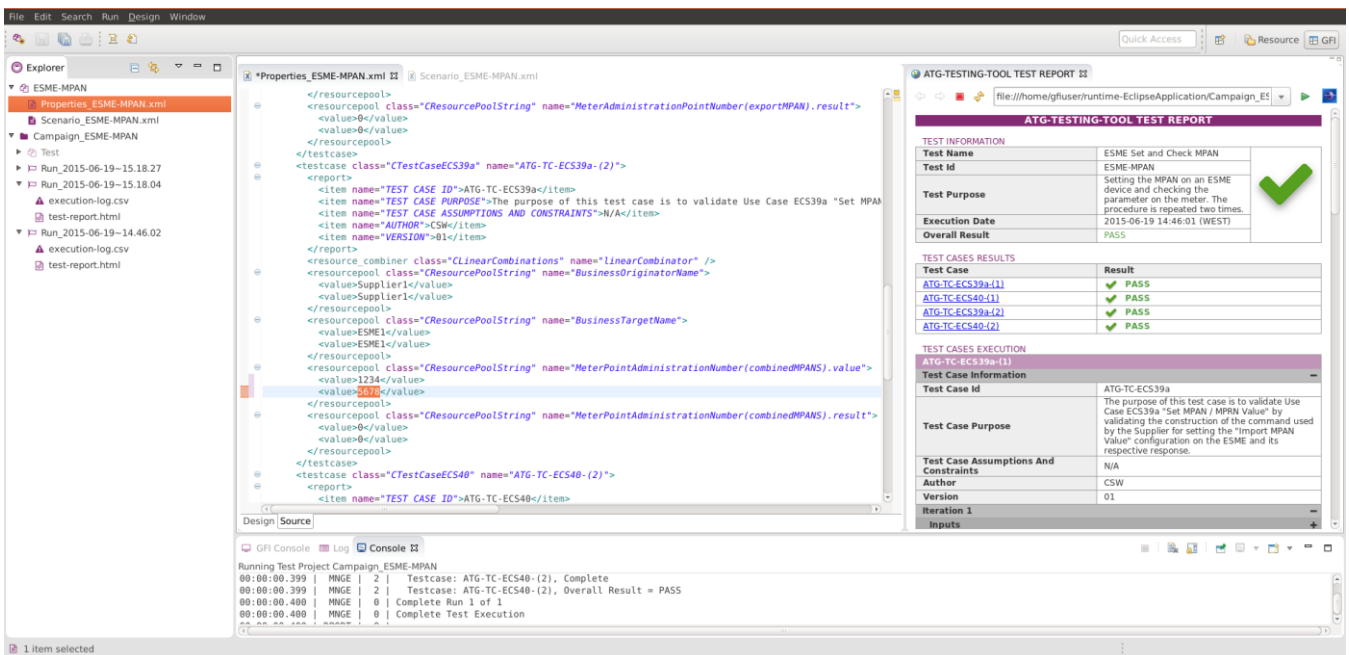 File Edit Search Run Design Window
Quick Access
Resource
GFI
Explorer
ESME-MPAN
Properties_ESME-MPAN.xml
Scenario_ESME-MPAN.xml
Campaign_ESME-MPAN
Test
Run_2015-06-19~15.18.27
Run_2015-06-19~15.18.04
execution-log.csv
test-report.html
Run_2015-06-19~14.46.02
execution-log.csv
test-report.html
*Properties_ESME-MPAN.xml
Scenario_ESME-MPAN.xml
</resourcepool>
<resourcepool class="CResourcePoolString" name="MeterAdministrationPointNumber(exportMPAN).result">
<value>0</value>
<value>0</value>
</resourcepool>
</testcase>
<testcase class="CTestCaseECS39a" name="ATG-TC-ECS39a-(2)">
<report>
<item name="TEST CASE ID">ATG-TC-ECS39a</item>
<item name="TEST CASE PURPOSE">The purpose of this test case is to validate Use Case ECS39a "Set MPAN
<item name="TEST CASE ASSUMPTIONS AND CONSTRAINTS">N/A</item>
<item name="AUTHOR">CSW</item>
<item name="VERSION">01</item>
</report>
<resource_combiner class="CLinearCombinations" name="linearCombinator" />
<resourcepool class="CResourcePoolString" name="BusinessOriginatorName">
<value>Supplier1</value>
<value>Supplier1</value>
</resourcepool>
<resourcepool class="CResourcePoolString" name="BusinessTargetName">
<value>ESME1</value>
<value>ESME1</value>
</resourcepool>
<resourcepool class="CResourcePoolString" name="MeterPointAdministrationNumber(combinedMPANS).value">
<value>1234</value>
<value>5678</value>
</resourcepool>
<resourcepool class="CResourcePoolString" name="MeterPointAdministrationNumber(combinedMPANS).result">
<value>0</value>
<value>0</value>
</resourcepool>
</testcase>
<testcase class="CTestCaseECS40" name="ATG-TC-ECS40-(2)">
<report>
<item name="TEST CASE ID">ATG-TC-ECS40</item>
Design Source
ATG-TESTING-TOOL TEST REPORT
file:///home/gfiuser/runtime-EclipseApplication/Campaign_ES
ATG-TESTING-TOOL TEST REPORT
TEST INFORMATION
Test Name ESME Set and Check MPAN
Test Id ESME-MPAN
Test Purpose Setting the MPAN on an ESME
device and checking the
parameter on the meter. The
procedure is repeated two times.
Execution Date 2015-06-19 14:46:01 (WEST)
Overall Result PASS
TEST CASES RESULTS
Test Case Result
ATG-TC-ECS39a-(1) PASS
ATG-TC-ECS40-(1) PASS
ATG-TC-ECS39a-(2) PASS
ATG-TC-ECS40-(2) PASS
TEST CASES EXECUTION
ATG-TC-ECS39a-(1)
Test Case Information
Test Case Id ATG-TC-ECS39a
Test Case Purpose The purpose of this test case is to validate Use
Case ECS39a "Set MPAN / MPRN Value" by
validating the construction of the command used
by the Supplier for setting the "Import MPAN
Value" configuration on the ESME and its
respective response.
Test Case Assumptions And
Constraints N/A
Author CSW
Version 01
Iteration 1
Inputs
GFI Console Log Console
Running Test Project Campaign_ESME-MPAN
00:00:00.399 | MNGE | 2 | Testcase: ATG-TC-ECS40-(2), Complete
00:00:00.399 | MNGE | 2 | Testcase: ATG-TC-ECS40-(2), Overall Result = PASS
00:00:00.400 | MNGE | 0 | Complete Run 1 of 1
00:00:00.400 | MNGE | 0 | Complete Test Execution
1 item selected